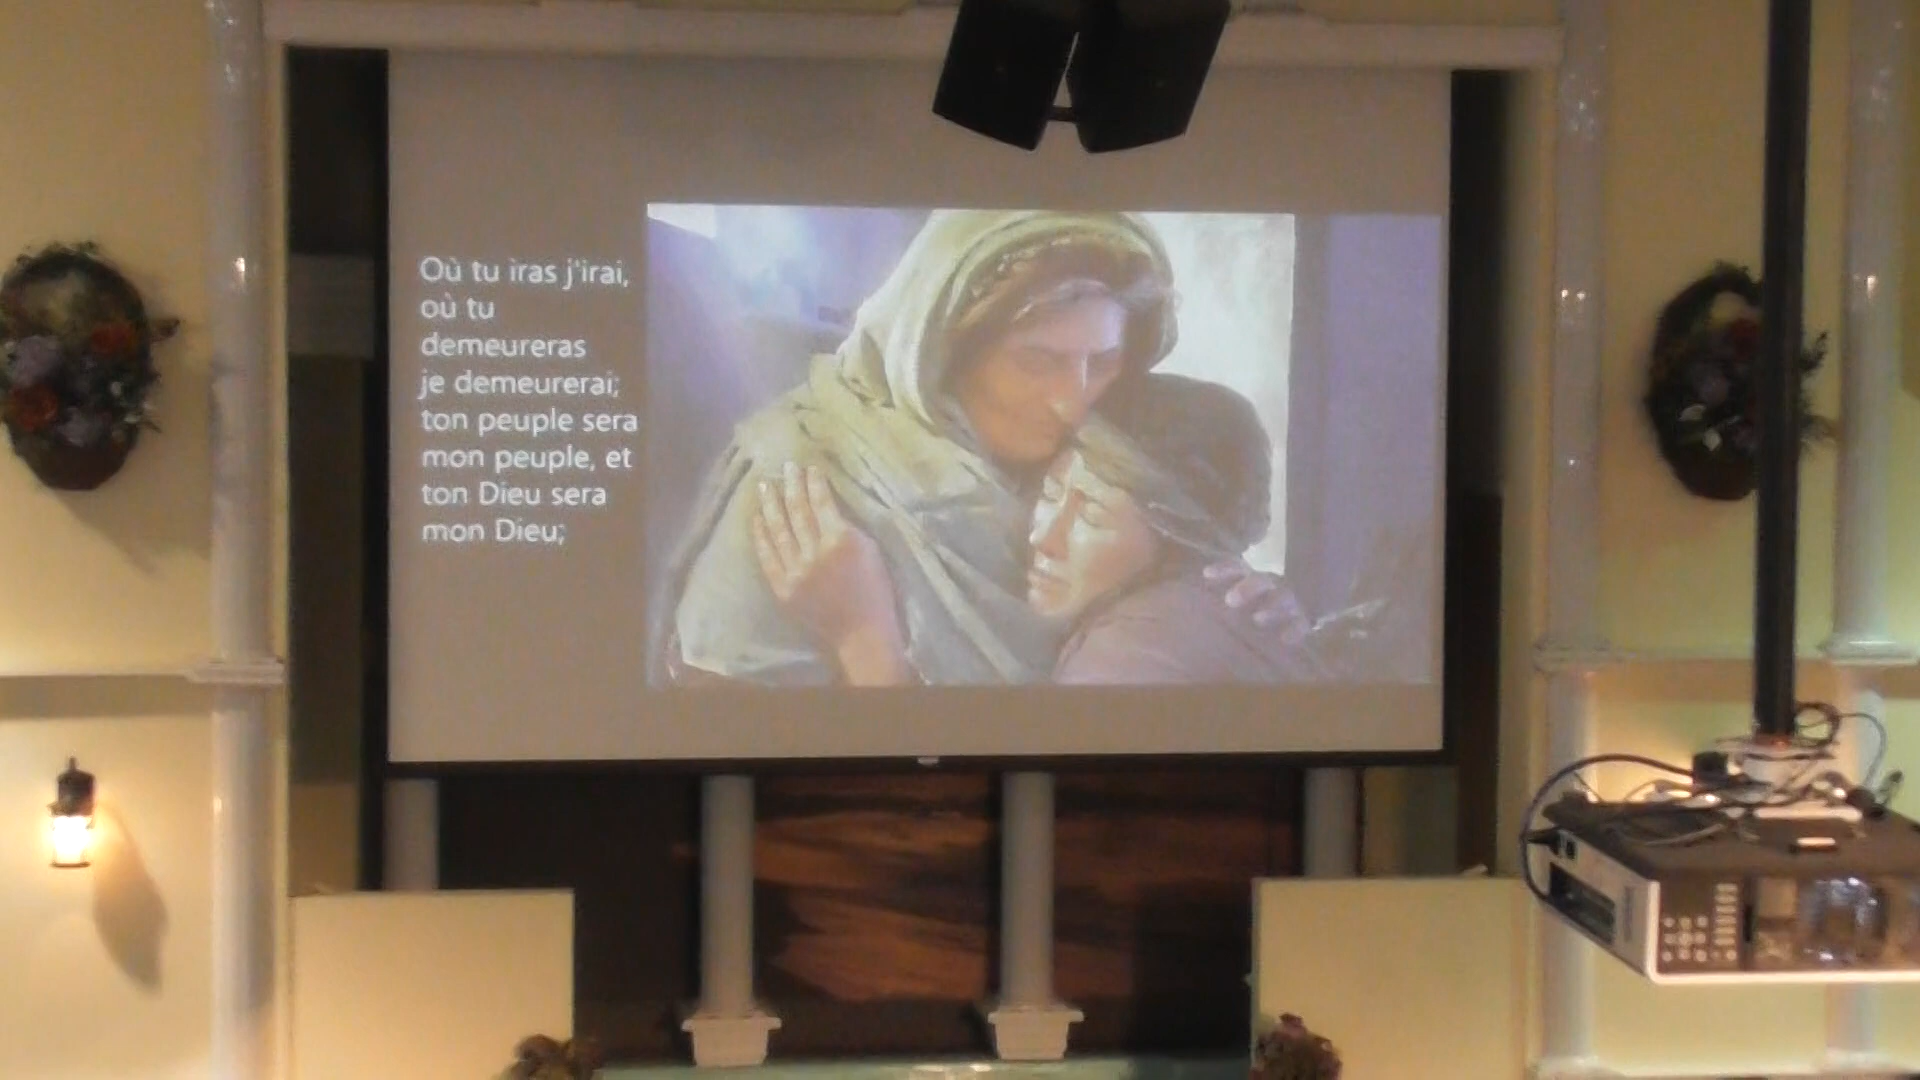 Où tu iras j'irai,
où tu
demeureras
je demeurerai;
ton peuple sera
mon peuple, et
ton Dieu sera
mon Dieu;